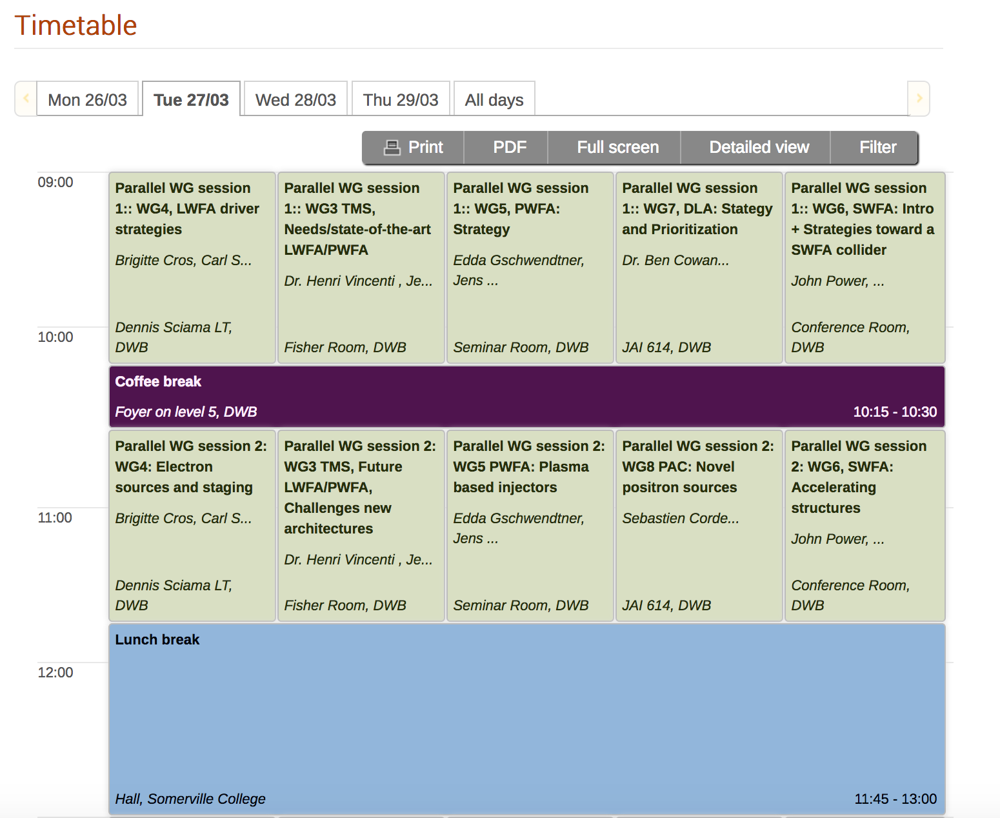 Timetable
Mon 26/03
Tue 27/03
Wed 28/03
Thu 29/03
All days
Print
PDF
Full screen
Detailed view
Filter
09:00
Parallel WG session
1:: WG4, LWFA driver
strategies
Brigitte Cros, Carl S...
Dennis Sciama LT,
DWB
Parallel WG session
1:: WG3 TMS,
Needs/state-of-the-art
LWFA/PWFA
Dr. Henri Vincenti , Je...
Fisher Room, DWB
Parallel WG session
1:: WG5, PWFA:
Strategy
Edda Gschwendtner,
Jens ...
Seminar Room, DWB
Parallel WG session
1:: WG7, DLA: Stategy
and Prioritization
Dr. Ben Cowan...
JAI 614, DWB
Parallel WG session
1:: WG6, SWFA: Intro
+ Strategies toward a
SWFA collider
John Power, ...
Conference Room,
DWB
10:00
Coffee break
Foyer on level 5, DWB
10:15 - 10:30
Parallel WG session 2:
WG4: Electron
sources and staging
Brigitte Cros, Carl S...
Dennis Sciama LT,
DWB
Parallel WG session 2:
WG3 TMS, Future
LWFA/PWFA,
Challenges new
architectures
Dr. Henri Vincenti , Je...
Fisher Room, DWB
Parallel WG session 2:
WG5 PWFA: Plasma
based injectors
Edda Gschwendtner,
Jens ...
Seminar Room, DWB
Parallel WG session 2:
WG8 PAC: Novel
positron sources
Sebastien Corde...
JAI 614, DWB
Parallel WG session
2: WG6, SWFA:
Accelerating
structures
John Power, ...
Conference Room,
DWB
11:00
Lunch break
12:00
Hall, Somerville College
11:45 - 13:00